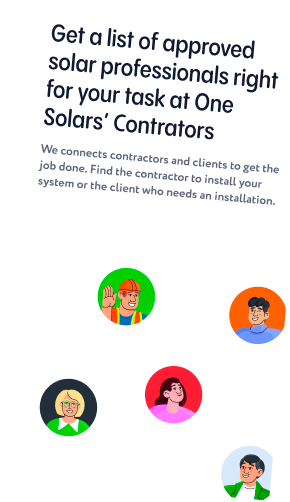 Get a list of approved
solar professionals right
for your task at One
Solars' Contrators
We connects contractors and clients to get the
job done. Find the contractor to install your
system or the client who needs an installation.